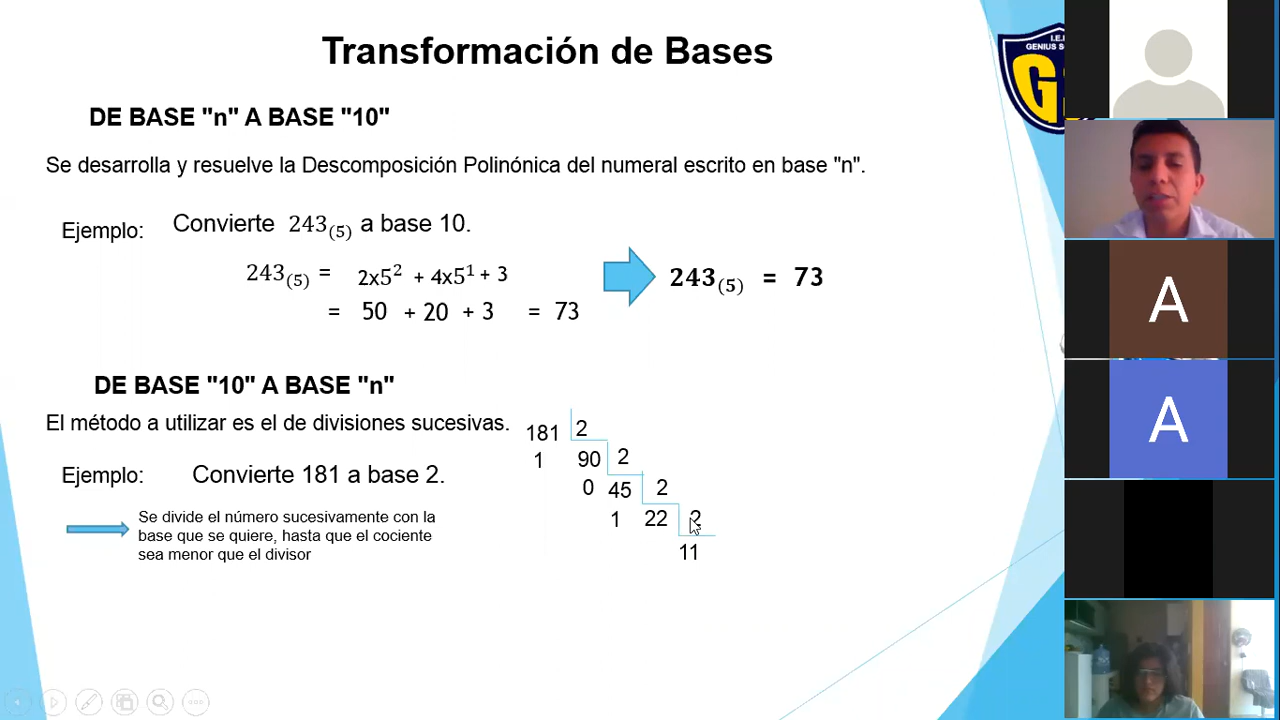 Transformación de Bases
I.E.
GENIUS SC
G
DE BASE "n" A BASE "10"
Se desarrolla y resuelve la Descomposición Polinónica del numeral escrito en base "n".
Ejemplo: Convierte 243₍₅₎ a base 10.
243₍₅₎ = 2x5² + 4x5¹ + 3
= 50 + 20 + 3 = 73
243₍₅₎ = 73
DE BASE "10" A BASE "n"
El método a utilizar es el de divisiones sucesivas.
Ejemplo: Convierte 181 a base 2.
Se divide el número sucesivamente con la
base que se quiere, hasta que el cociente
sea menor que el divisor
181 2
1 90 2
0 45 2
1 22 2
11
A
A